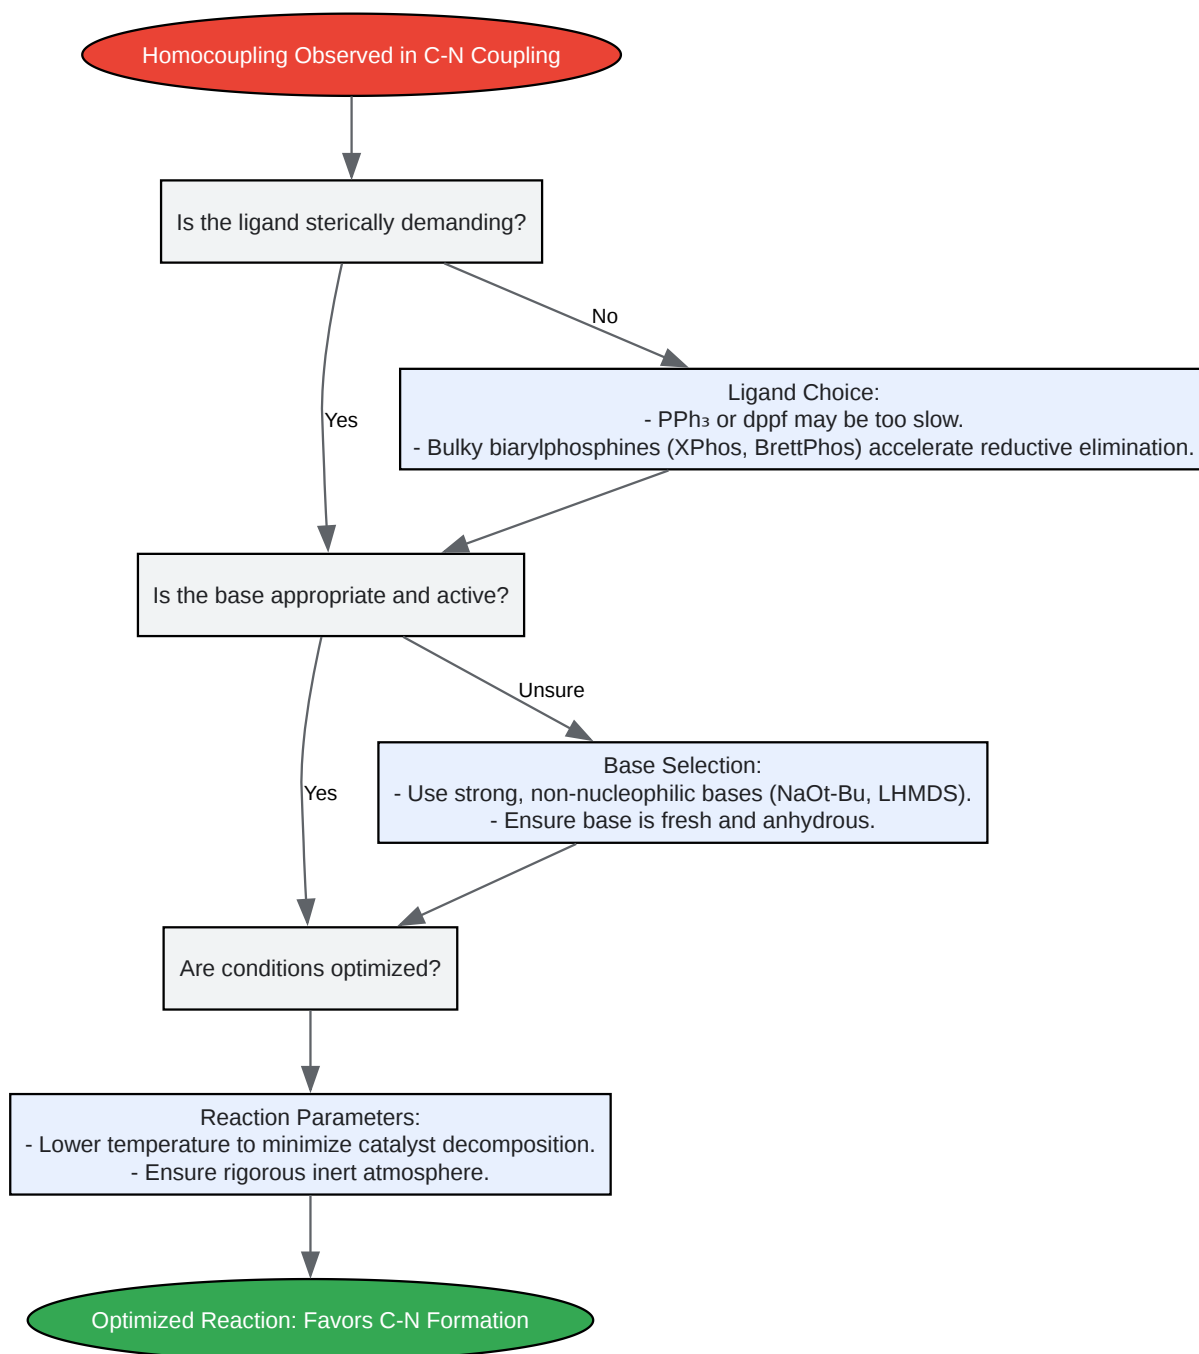 Homocoupling Observed in C-N Coupling
Is the ligand sterically demanding?
No
Ligand Choice:
- PPh₃ or dppf may be too slow.
- Bulky biarylphosphines (XPhos, BrettPhos) accelerate reductive elimination.
Yes
Is the base appropriate and active?
Unsure
Base Selection:
- Use strong, non-nucleophilic bases (NaOt-Bu, LHMDS).
- Ensure base is fresh and anhydrous.
Yes
Are conditions optimized?
Reaction Parameters:
- Lower temperature to minimize catalyst decomposition.
- Ensure rigorous inert atmosphere.
Optimized Reaction: Favors C-N Formation